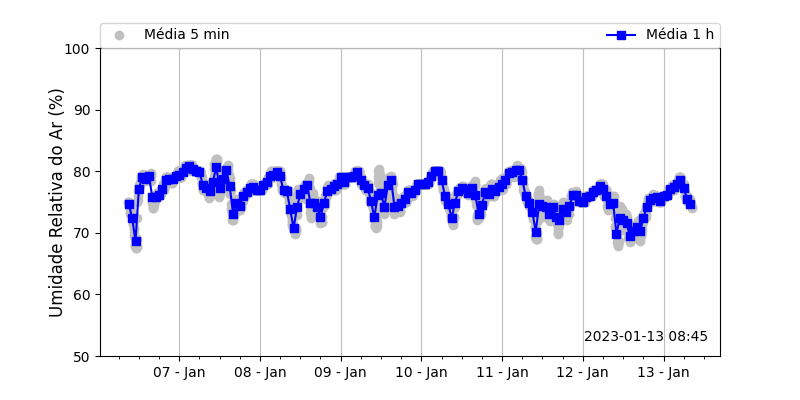 Média 5 min
Média 1 h
Umidade Relativa do Ar (%)
100
90
80
70
60
50
2023-01-13 08:45
07 - Jan
08 - Jan
09 - Jan
10 - Jan
11 - Jan
12 - Jan
13 - Jan